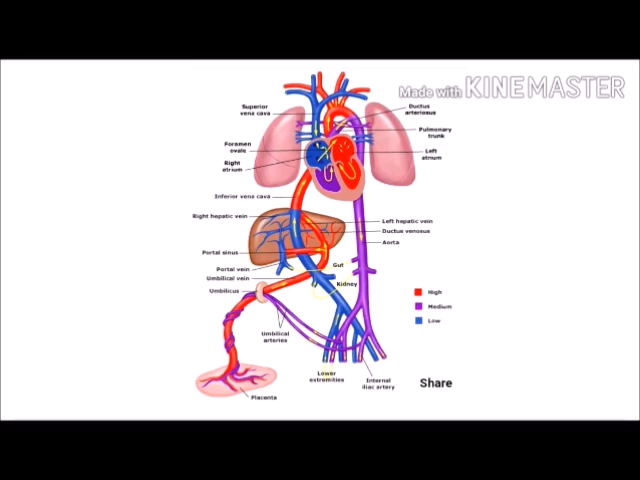 Made with KINEMASTER
Superior
vena cava
Ductus
arteriosus
Pulmonary
trunk
Foramen
ovale
Left
atrium
Right
atrium
Inferior vena cava
Right hepatic vein
Left hepatic vein
Ductus venosus
Aorta
Portal sinus
Gut
Portal vein
Umbilical vein
Kidney
Umbilicus
High
Medium
Low
Umbilical
arteries
Lower
extremities
Internal
iliac artery
Share
Placenta